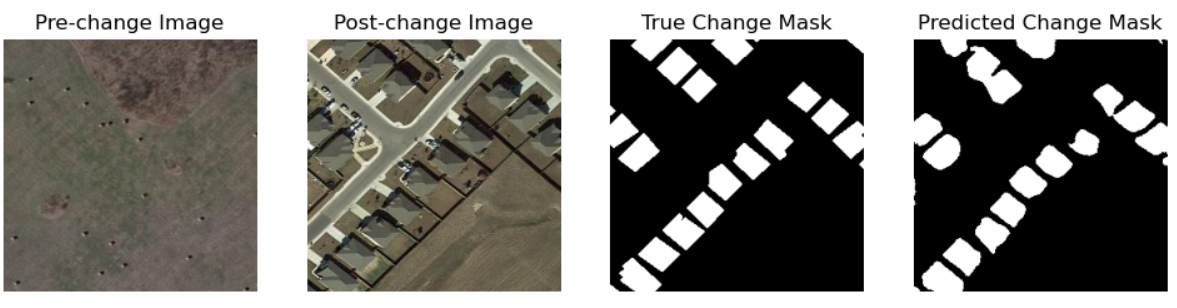 Pre-change Image
Post-change Image
True Change Mask
Predicted Change Mask